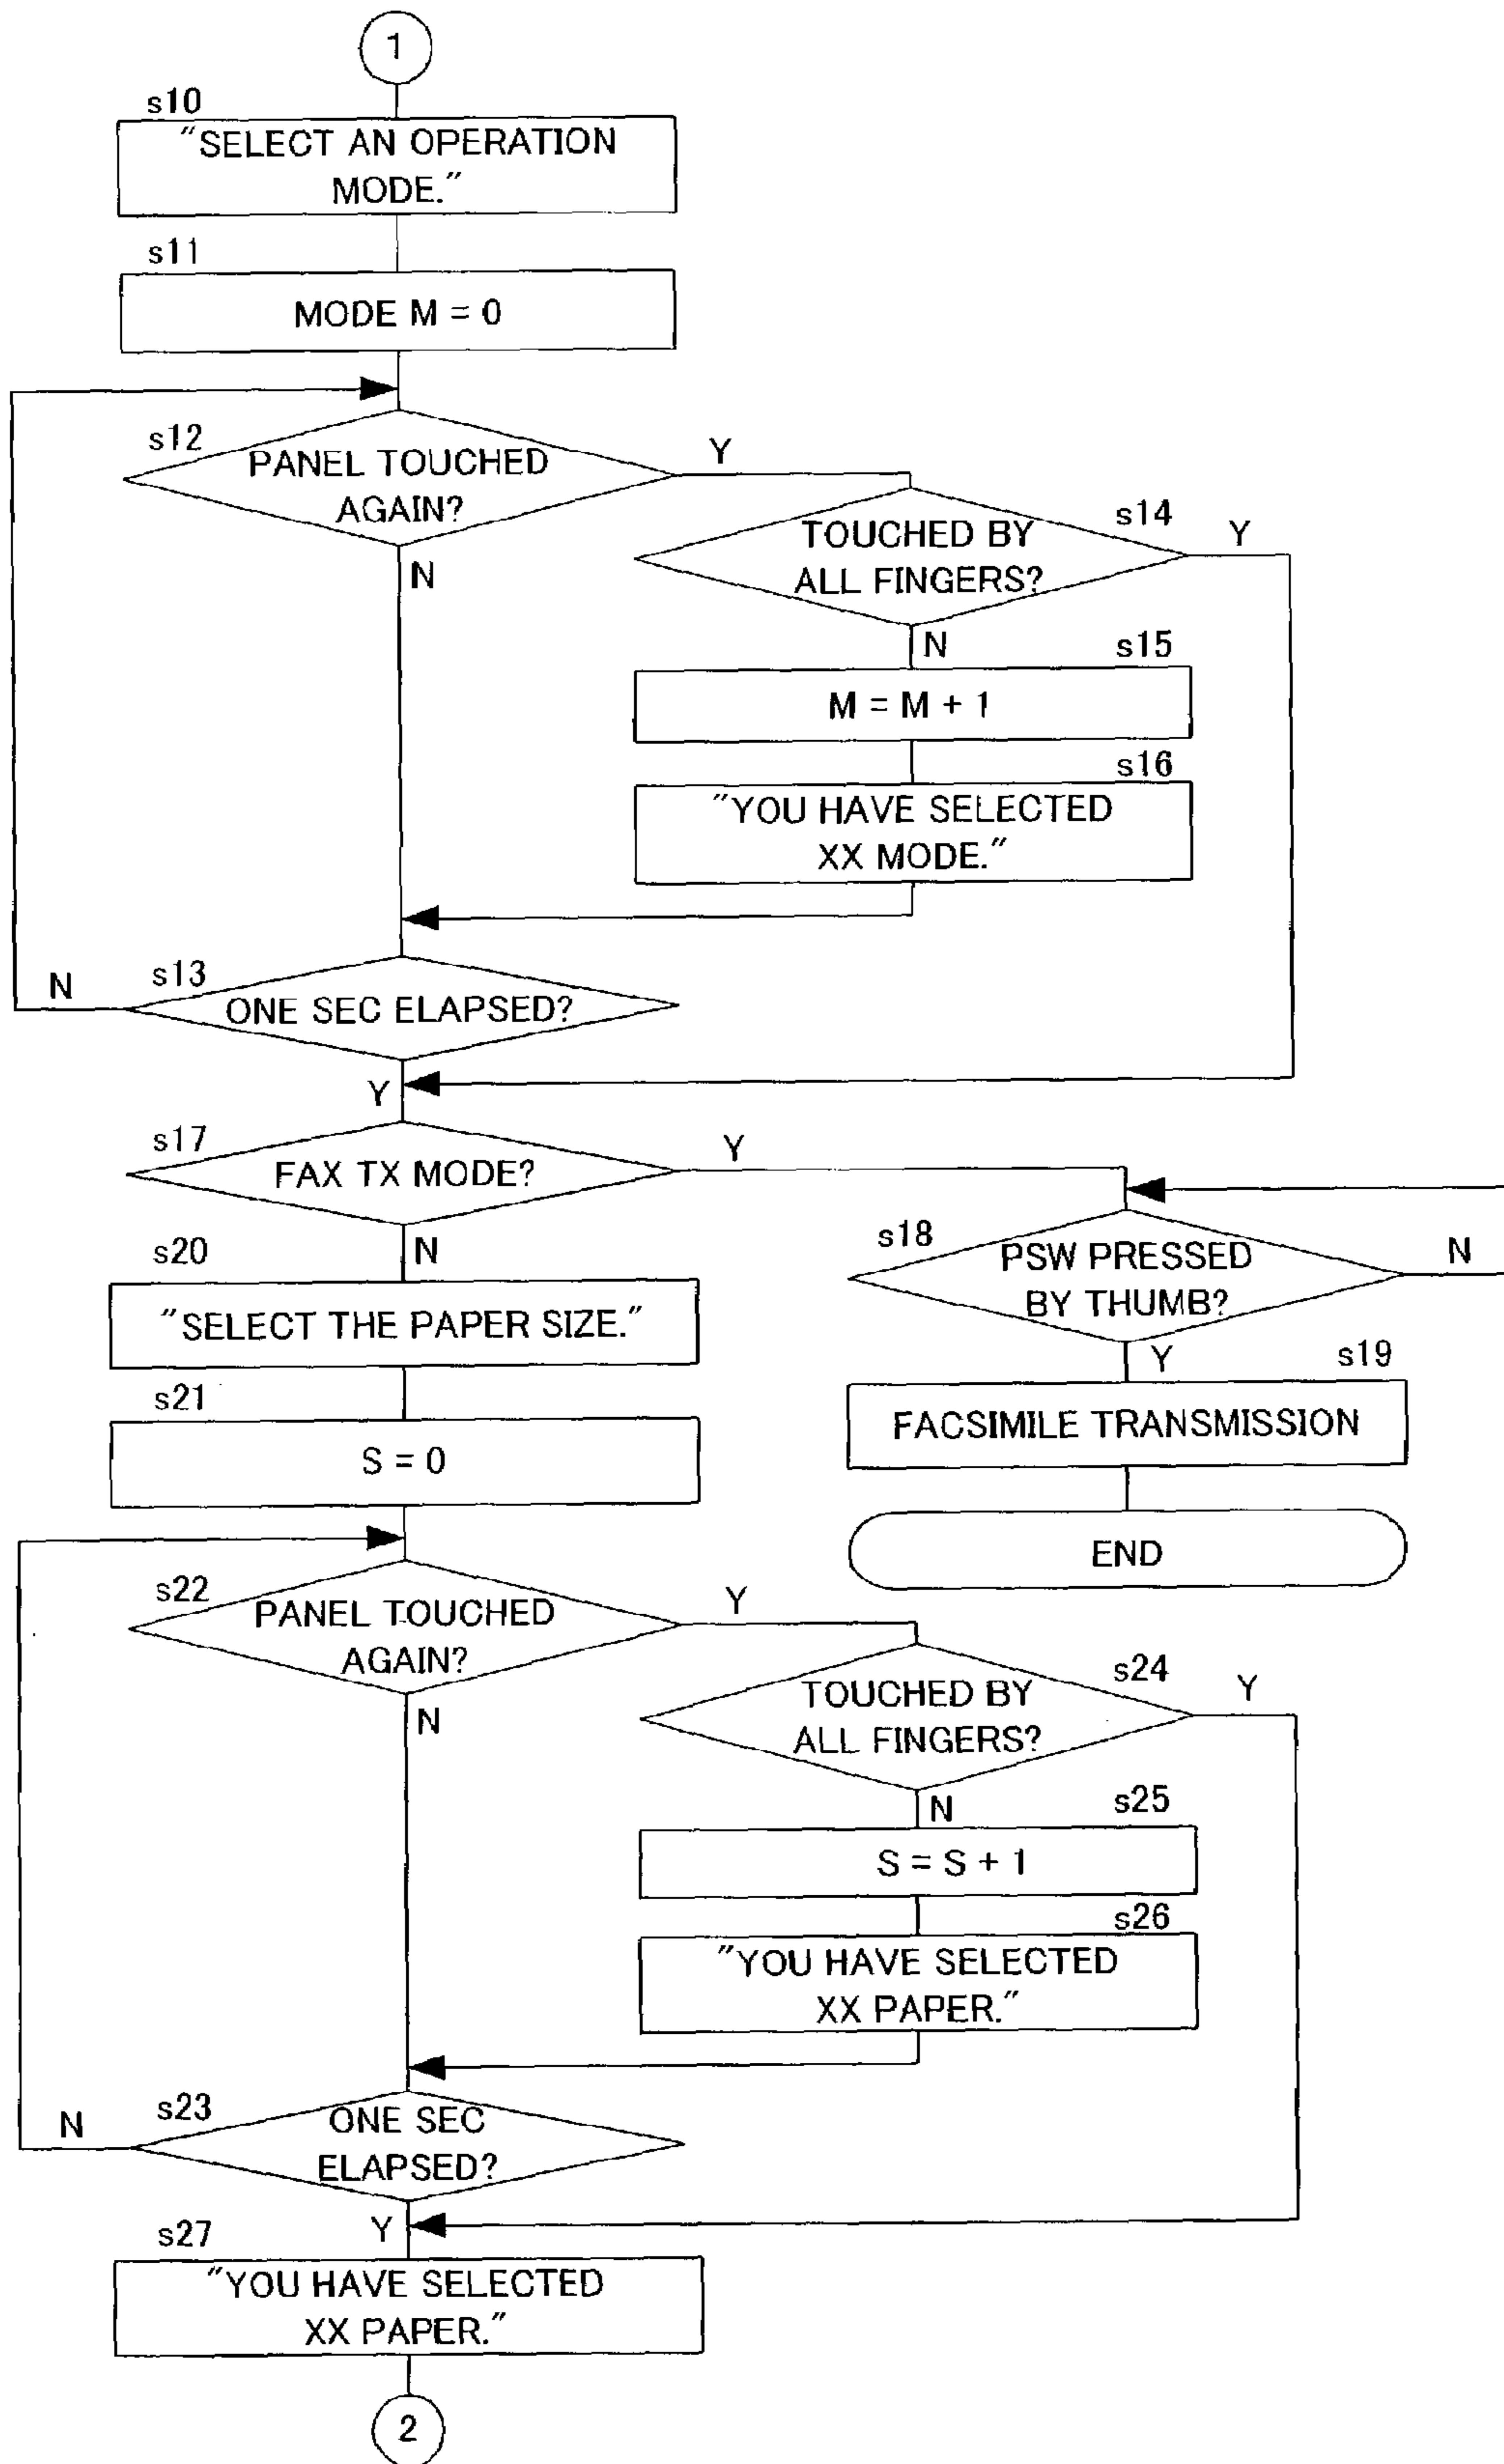 1
s10
"SELECT AN OPERATION
MODE."
s11
MODE M = 0
s12
PANEL TOUCHED
AGAIN?
Y
N
s14
TOUCHED BY
ALL FINGERS?
Y
N
s15
M = M + 1
s16
"YOU HAVE SELECTED
XX MODE."
s13
ONE SEC ELAPSED?
N
Y
s17
FAX TX MODE?
Y
N
s18
PSW PRESSED
BY THUMB?
N
Y
s19
FACSIMILE TRANSMISSION
END
s20
"SELECT THE PAPER SIZE."
s21
S = 0
s22
PANEL TOUCHED
AGAIN?
Y
N
s24
TOUCHED BY
ALL FINGERS?
Y
N
s25
S = S + 1
s26
"YOU HAVE SELECTED
XX PAPER."
s23
ONE SEC
ELAPSED?
N
Y
s27
"YOU HAVE SELECTED
XX PAPER."
2